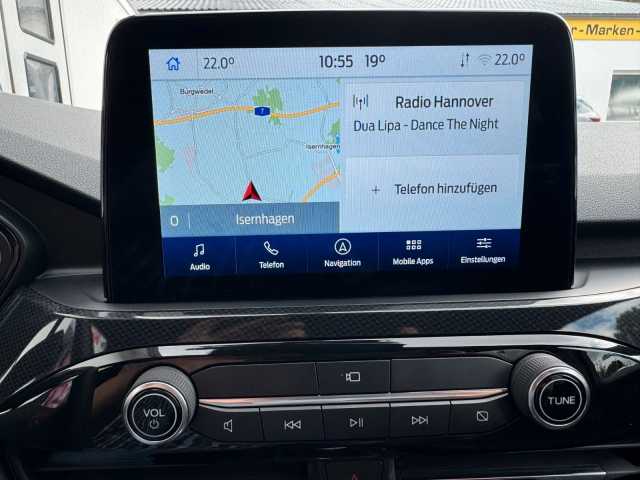 r-Marken-
22.0° 10:55 19° 22.0°
Burgwedel
7
Isernhagen
0 Isernhagen
Radio Hannover
Dua Lipa - Dance The Night
+ Telefon hinzufügen
Audio Telefon Navigation Mobile Apps Einstellungen
VOL
TUNE